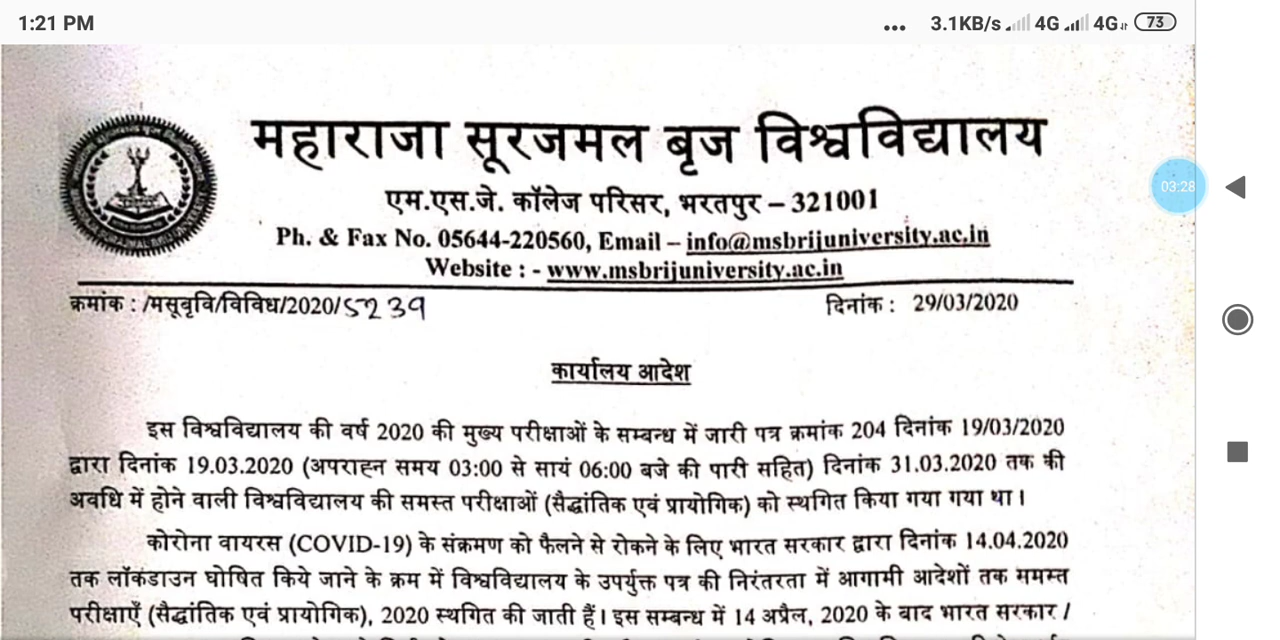 1:21 PM
... 3.1KB/s 4G 4G 73
महाराजा सूरजमल बृज विश्वविद्यालय
एम.एस.जे. कॉलेज परिसर, भरतपुर – 321001
03:28
Ph. & Fax No. 05644-220560, Email – info@msbrijuniversity.ac.in
Website : - www.msbrijuniversity.ac.in
क्रमांक : /मसूबृवि/विविध/2020/5239
दिनांक : 29/03/2020
कार्यालय आदेश
इस विश्वविद्यालय की वर्ष 2020 की मुख्य परीक्षाओं के सम्बन्ध में जारी पत्र क्रमांक 204 दिनांक 19/03/2020
द्वारा दिनांक 19.03.2020 (अपराह्न समय 03:00 से सायं 06:00 बजे की पारी सहित) दिनांक 31.03.2020 तक की
अवधि में होने वाली विश्वविद्यालय की समस्त परीक्षाओं (सैद्धांतिक एवं प्रायोगिक) को स्थगित किया गया गया था।
कोरोना वायरस (COVID-19) के संक्रमण को फैलने से रोकने के लिए भारत सरकार द्वारा दिनांक 14.04.2020
तक लॉकडाउन घोषित किये जाने के क्रम में विश्वविद्यालय के उपर्युक्त पत्र की निरंतरता में आगामी आदेशों तक समस्त
परीक्षाएँ (सैद्धांतिक एवं प्रायोगिक), 2020 स्थगित की जाती हैं। इस सम्बन्ध में 14 अप्रैल, 2020 के बाद भारत सरकार /